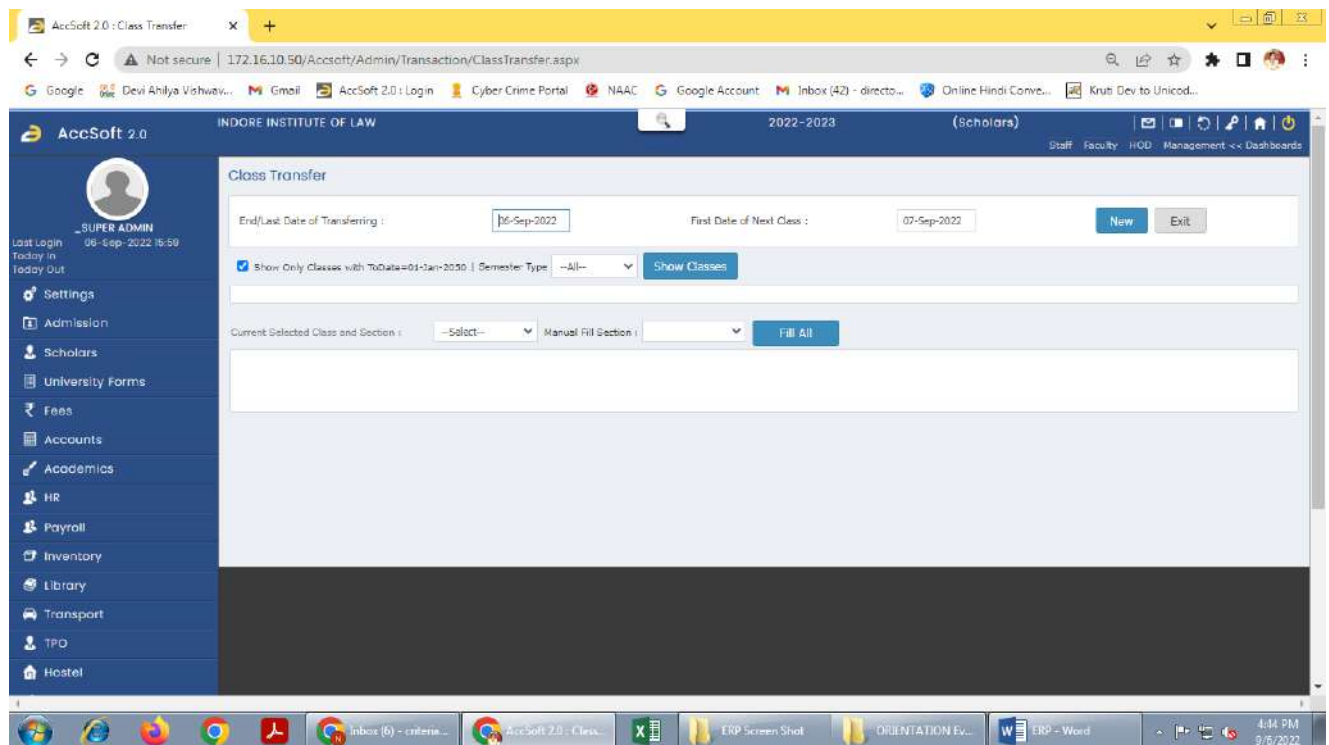 AccSoft 2.0 : Class Transfer
Not secure | 172.16.10.50/Accsoft/Admin/Transaction/ClassTransfer.aspx
Google Devi Ahilya Vishwav... Gmail AccSoft 2.0 : Login Cyber Crime Portal NAAC Google Account Inbox (42) - directo... Online Hindi Conve... Kruti Dev to Unicod...
AccSoft 2.0 INDORE INSTITUTE OF LAW 2022-2023 (Scholars)
Staff Faculty HOD Management << Dashboards
Class Transfer
End/Last Date of Transferring : 06-Sep-2022 First Date of Next Class : 07-Sep-2022 New Exit
_SUPER ADMIN
Last Login 06-Sep-2022 15:59
Today In
Today Out
Show Only Classes with ToDate=01-Jan-2050 | Semester Type --All-- Show Classes
Current Selected Class and Section : --Select-- Manual Fill Section : Fill All
Settings
Admission
Scholars
University Forms
Fees
Accounts
Academics
HR
Payroll
Inventory
Library
Transport
TPO
Hostel
Inbox (6) - criteria... AccSoft 2.0 : Class... ERP Screen Shot ORIENTATION Ev... ERP - Word 4:44 PM
9/6/2022